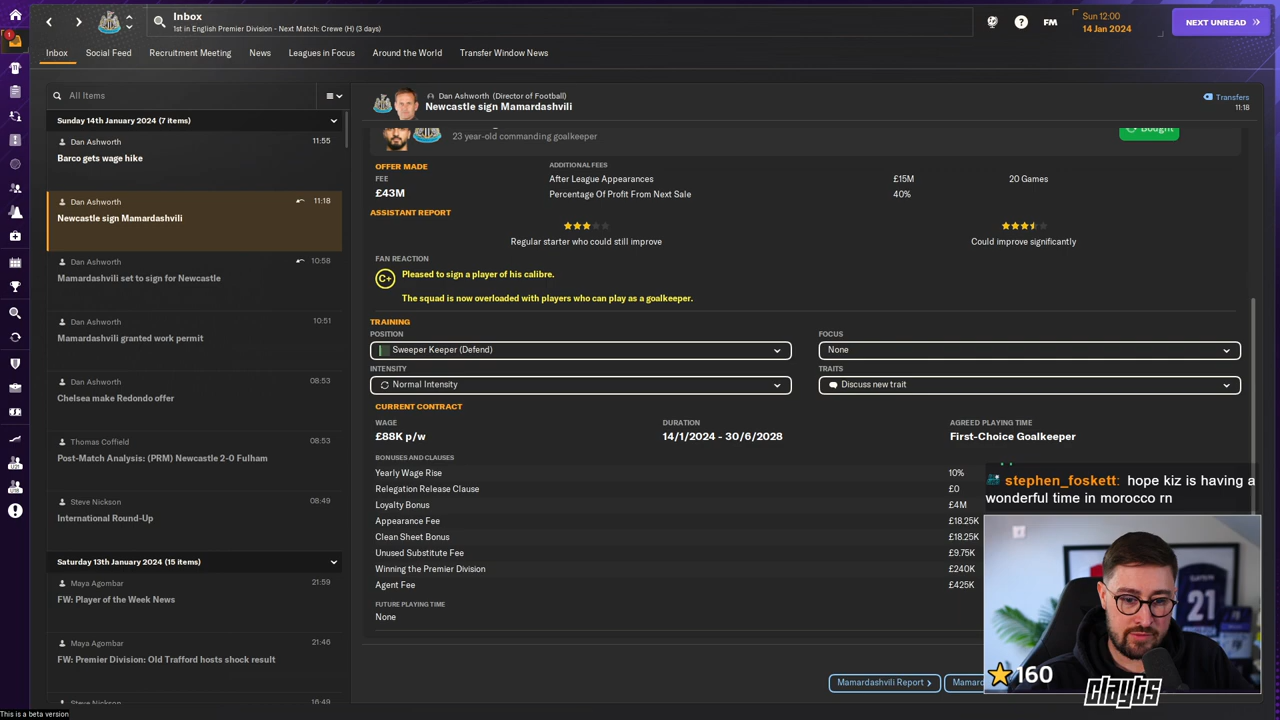 Inbox
1st in English Premier Division - Next Match: Crewe (H) (3 days)
FM
Sun 12:00
14 Jan 2024
NEXT UNREAD
1
Inbox
Social Feed
Recruitment Meeting
News
Leagues in Focus
Around the World
Transfer Window News
All Items
Sunday 14th January 2024 (7 items)
Dan Ashworth
11:55
Barco gets wage hike
Dan Ashworth
11:18
Newcastle sign Mamardashvili
Dan Ashworth
10:58
Mamardashvili set to sign for Newcastle
Dan Ashworth
10:51
Mamardashvili granted work permit
Dan Ashworth
08:53
Chelsea make Redondo offer
Thomas Coffield
08:53
Post-Match Analysis: (PRM) Newcastle 2-0 Fulham
Steve Nickson
08:49
International Round-Up
Saturday 13th January 2024 (15 items)
Maya Agombar
21:59
FW: Player of the Week News
Maya Agombar
21:46
FW: Premier Division: Old Trafford hosts shock result
Steve Nickson
16:49
This is a beta version
Dan Ashworth (Director of Football)
Newcastle sign Mamardashvili
Transfers
11:18
23 year-old commanding goalkeeper
Bought
OFFER MADE
FEE
£43M
ADDITIONAL FEES
After League Appearances
£15M
20 Games
Percentage Of Profit From Next Sale
40%
ASSISTANT REPORT
Regular starter who could still improve
Could improve significantly
FAN REACTION
C+
Pleased to sign a player of his calibre.
The squad is now overloaded with players who can play as a goalkeeper.
TRAINING
POSITION
Sweeper Keeper (Defend)
FOCUS
None
INTENSITY
Normal Intensity
TRAITS
Discuss new trait
CURRENT CONTRACT
WAGE
£88K p/w
DURATION
14/1/2024 - 30/6/2028
AGREED PLAYING TIME
First-Choice Goalkeeper
BONUSES AND CLAUSES
Yearly Wage Rise
10%
Relegation Release Clause
£0
Loyalty Bonus
£4M
Appearance Fee
£18.25K
Clean Sheet Bonus
£18.25K
Unused Substitute Fee
£9.75K
Winning the Premier Division
£240K
Agent Fee
£425K
FUTURE PLAYING TIME
None
Mamardashvili Report
stephen_foskett: hope kiz is having a
wonderful time in morocco rn
21
160
clayts